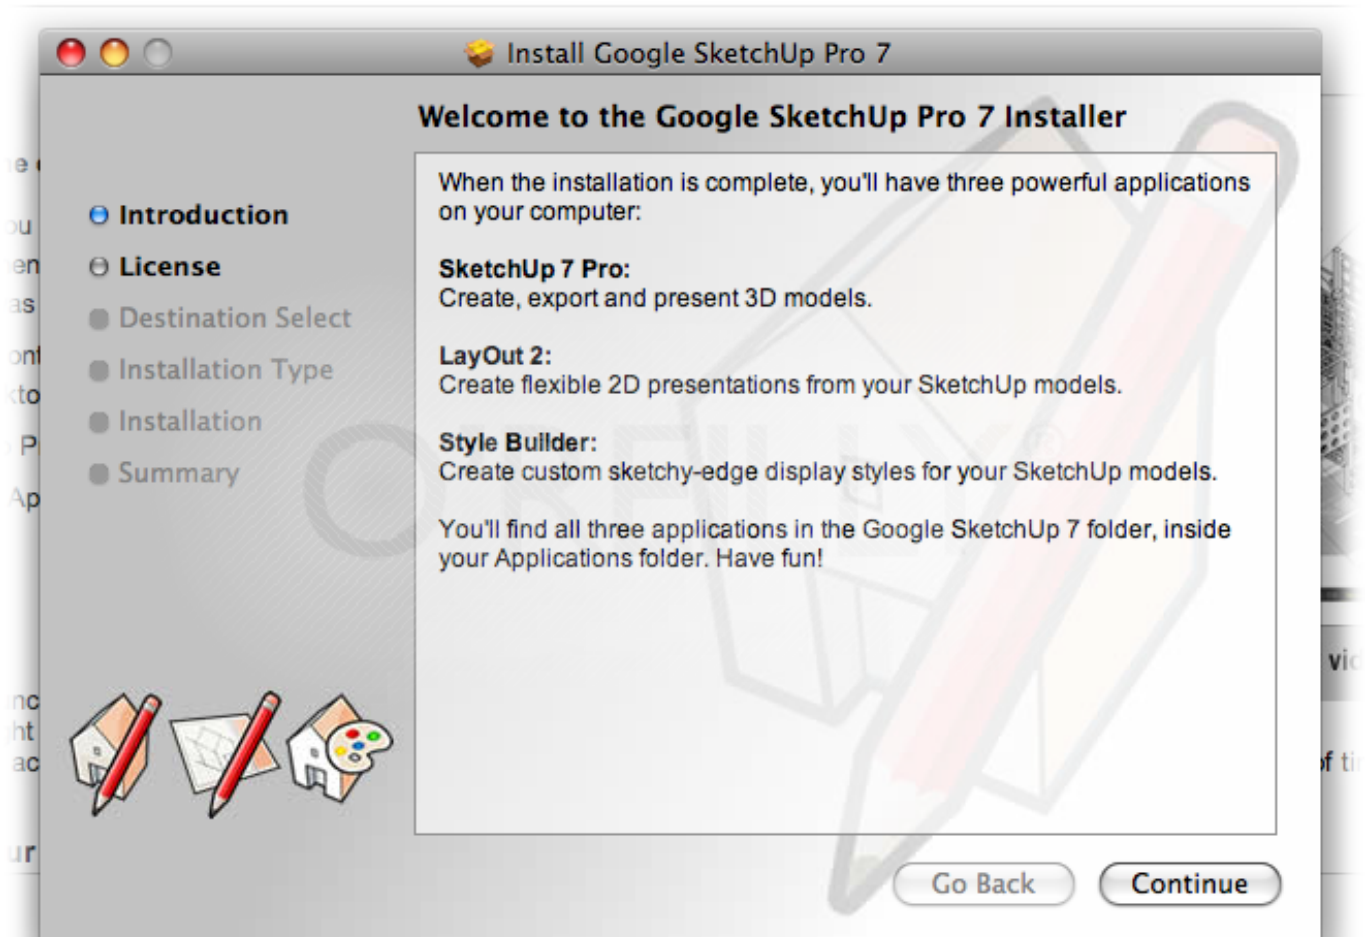 Install Google SketchUp Pro 7
Welcome to the Google SketchUp Pro 7 Installer
Introduction
License
Destination Select
Installation Type
Installation
Summary
When the installation is complete, you'll have three powerful applications
on your computer:
SketchUp 7 Pro:
Create, export and present 3D models.
LayOut 2:
Create flexible 2D presentations from your SketchUp models.
Style Builder:
Create custom sketchy-edge display styles for your SketchUp models.
You'll find all three applications in the Google SketchUp 7 folder, inside
your Applications folder. Have fun!
O'REILLY®
Go Back
Continue